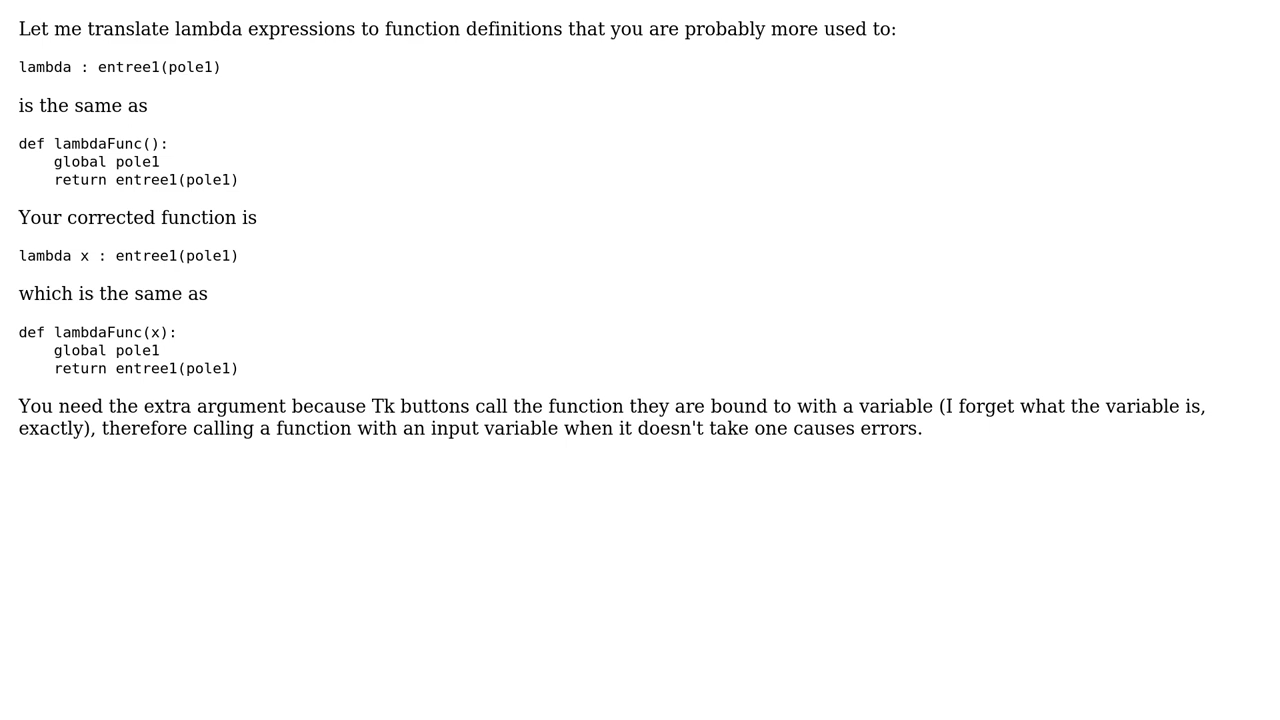 Let me translate lambda expressions to function definitions that you are probably more used to:
lambda : entree1(pole1)
is the same as
def lambdaFunc():
    global pole1
    return entree1(pole1)
Your corrected function is
lambda x : entree1(pole1)
which is the same as
def lambdaFunc(x):
    global pole1
    return entree1(pole1)
You need the extra argument because Tk buttons call the function they are bound to with a variable (I forget what the variable is,
exactly), therefore calling a function with an input variable when it doesn't take one causes errors.